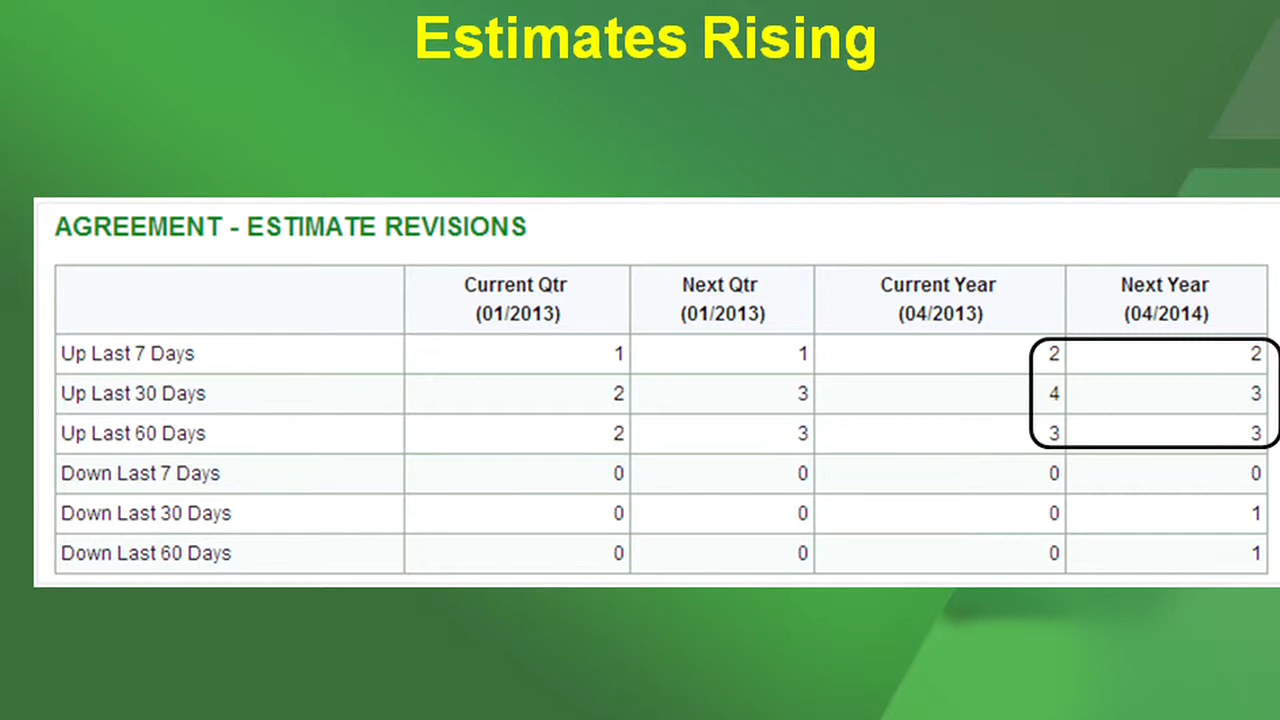 Estimates Rising
AGREEMENT - ESTIMATE REVISIONS
Current Qtr Next Qtr Current Year Next Year
(01/2013) (01/2013) (04/2013) (04/2014)
Up Last 7 Days 1 1 2 2
Up Last 30 Days 2 3 4 3
Up Last 60 Days 2 3 3 3
Down Last 7 Days 0 0 0 0
Down Last 30 Days 0 0 0 1
Down Last 60 Days 0 0 0 1